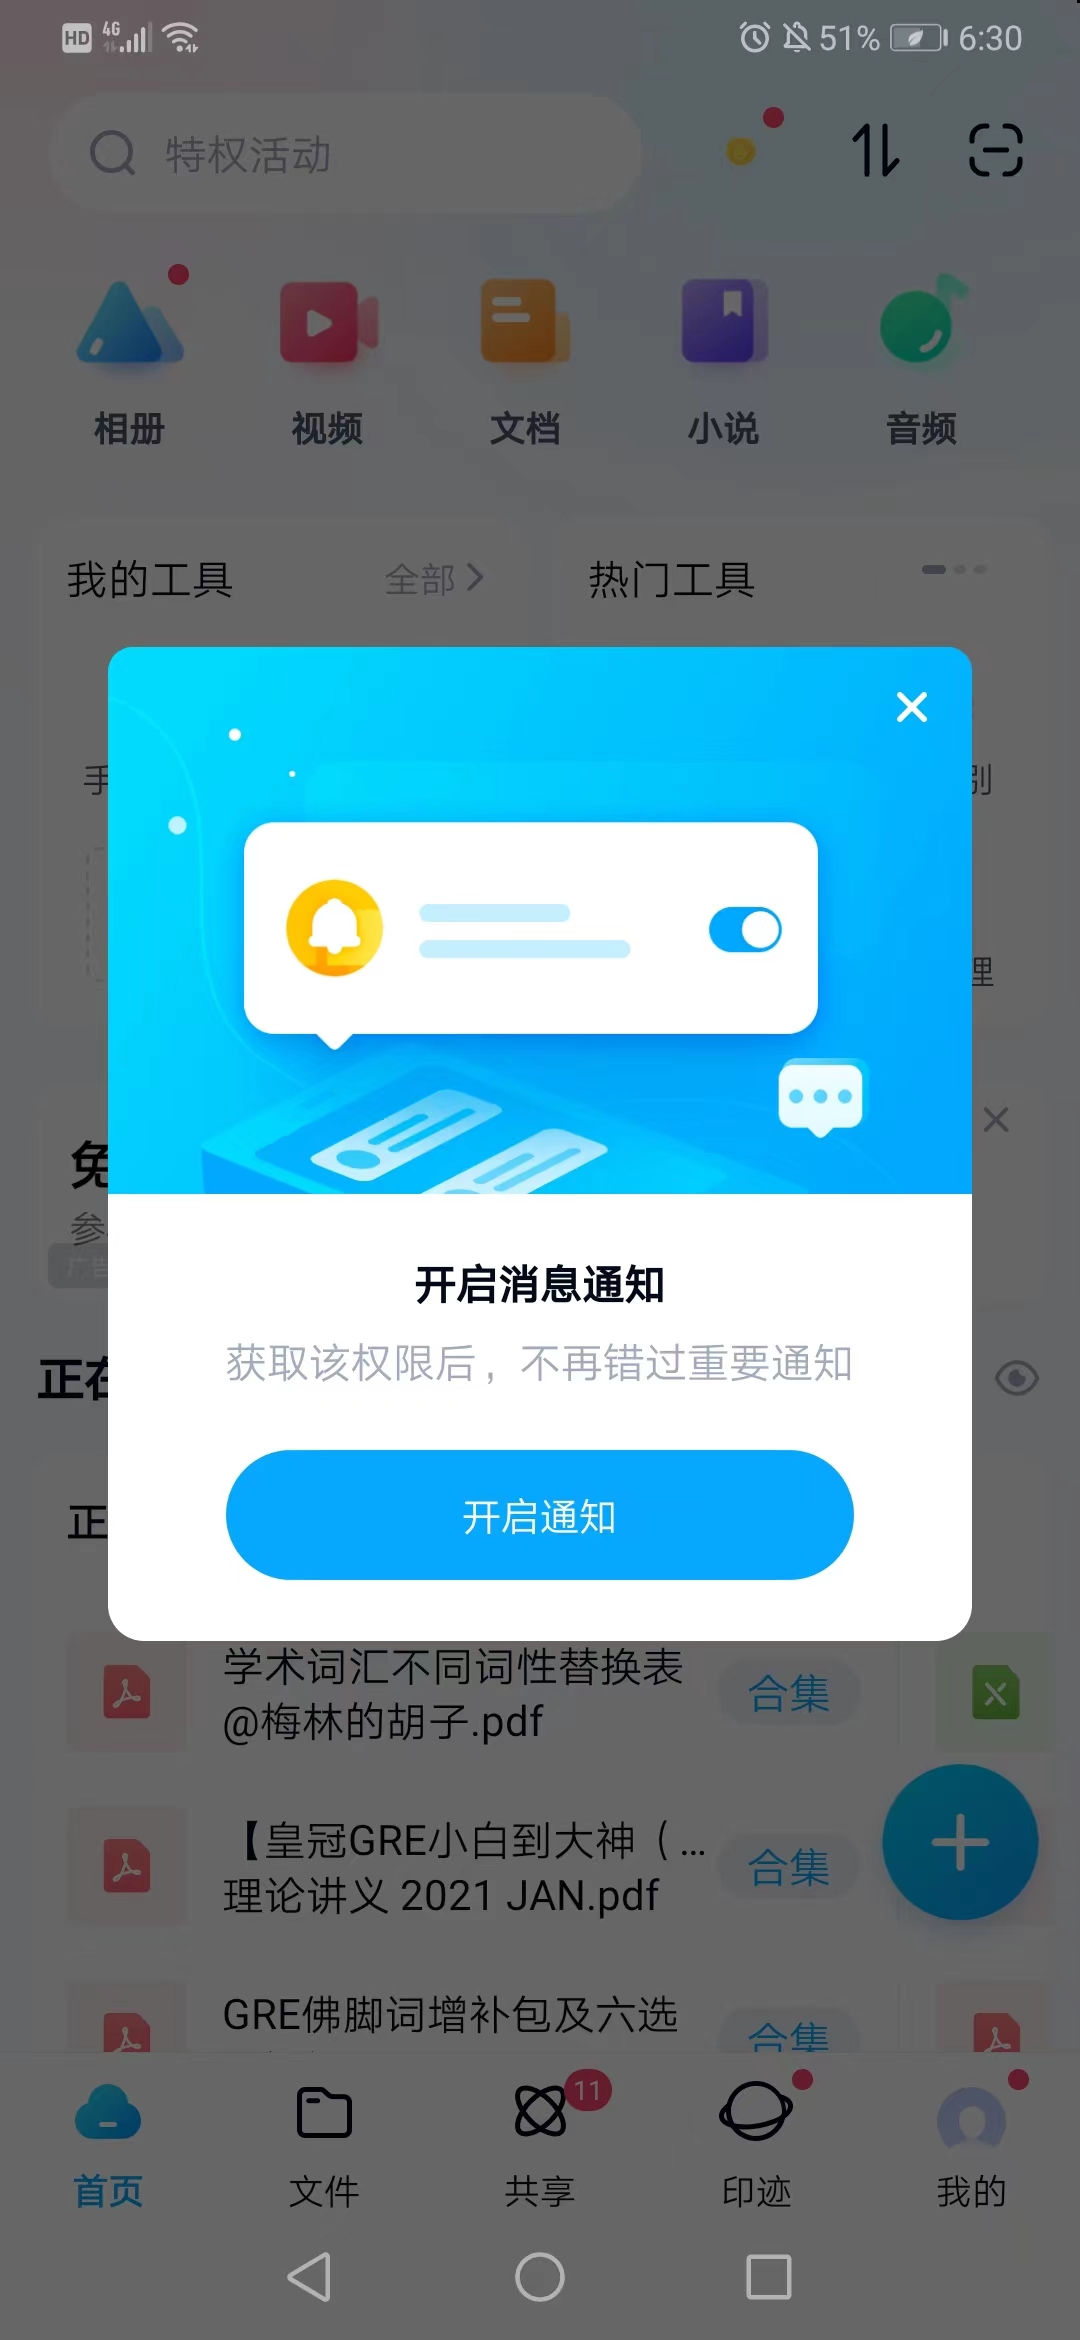 HD 4G 51% 6:30
特权活动
相册 视频 文档 小说 音频
我的工具 全部 热门工具
手 别
理
免
参
广告
正在
开启消息通知
获取该权限后，不再错过重要通知
开启通知
正
学术词汇不同词性替换表
@梅林的胡子.pdf
合集
【皇冠GRE小白到大神（...
理论讲义 2021 JAN.pdf
合集
GRE佛脚词增补包及六选
合集
11
首页 文件 共享 印迹 我的